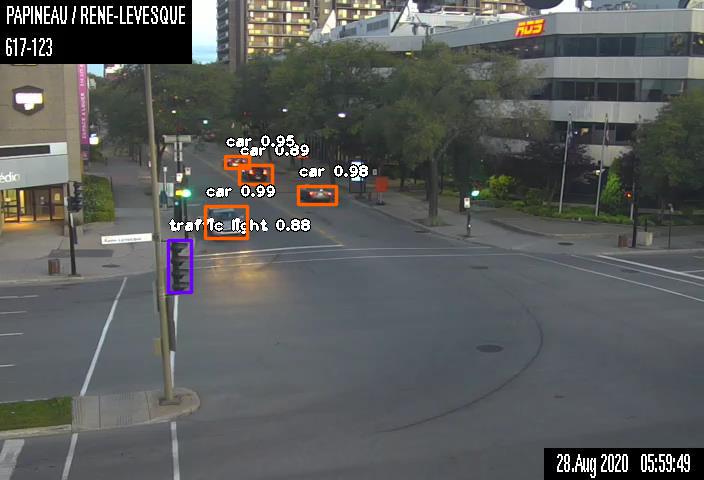 PAPINEAU / RENE-LEVESQUE
617-123
RDS
car 0.95
car 0.89
car 0.98
car 0.99
traffic light 0.88
28.Aug 2020 05:59:49